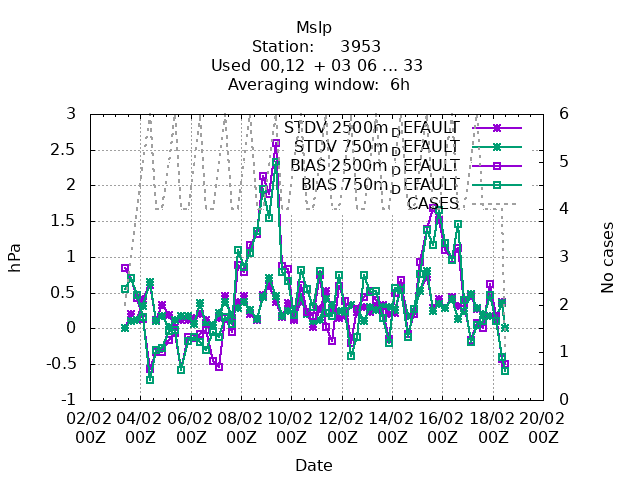 Mslp
Station: 3953
Used 00,12 + 03 06 ... 33
Averaging window: 6h
STDV 2500m_DEFAULT
STDV 750m_DEFAULT
BIAS 2500m_DEFAULT
BIAS 750m_DEFAULT
CASES
3
2.5
2
1.5
1
0.5
0
-0.5
-1
hPa
6
5
4
3
2
1
0
No cases
02/02 04/02 06/02 08/02 10/02 12/02 14/02 16/02 18/02 20/02
00Z 00Z 00Z 00Z 00Z 00Z 00Z 00Z 00Z 00Z
Date